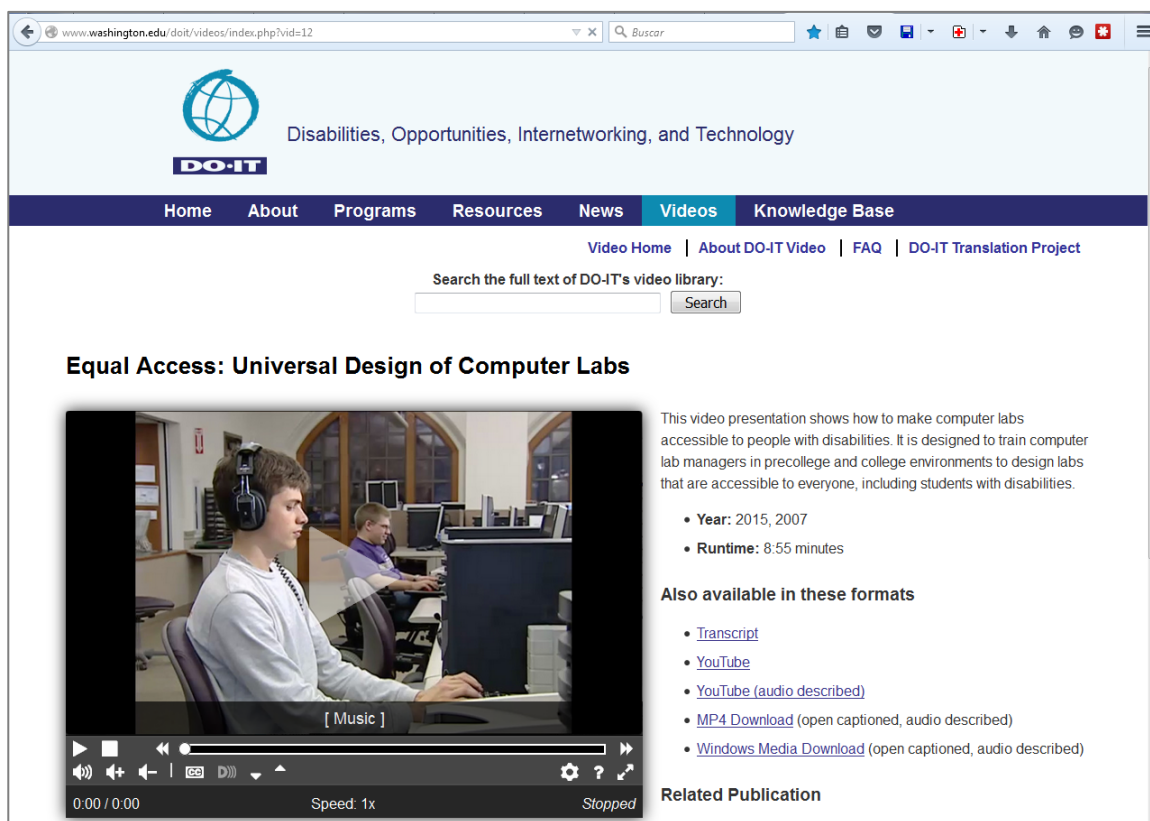 www.washington.edu/doit/videos/index.php?vid=12
Buscar
DO·IT
Disabilities, Opportunities, Internetworking, and Technology
Home About Programs Resources News Videos Knowledge Base
Video Home | About DO-IT Video | FAQ | DO-IT Translation Project
Search the full text of DO-IT's video library:
Search
Equal Access: Universal Design of Computer Labs
[ Music ]
CC D
0:00 / 0:00 Speed: 1x Stopped
This video presentation shows how to make computer labs
accessible to people with disabilities. It is designed to train computer
lab managers in precollege and college environments to design labs
that are accessible to everyone, including students with disabilities.
• Year: 2015, 2007
• Runtime: 8:55 minutes
Also available in these formats
• Transcript
• YouTube
• YouTube (audio described)
• MP4 Download (open captioned, audio described)
• Windows Media Download (open captioned, audio described)
Related Publication